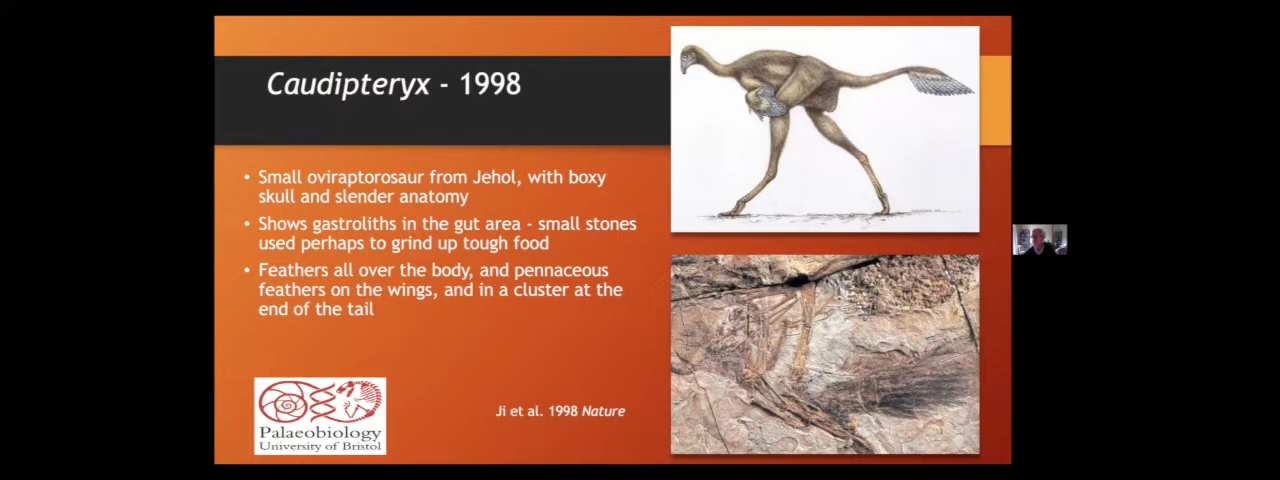 Caudipteryx - 1998
• Small oviraptorosaur from Jehol, with boxy
skull and slender anatomy
• Shows gastroliths in the gut area - small stones
used perhaps to grind up tough food
• Feathers all over the body, and pennaceous
feathers on the wings, and in a cluster at the
end of the tail
Ji et al. 1998 Nature
Palaeobiology
University of Bristol